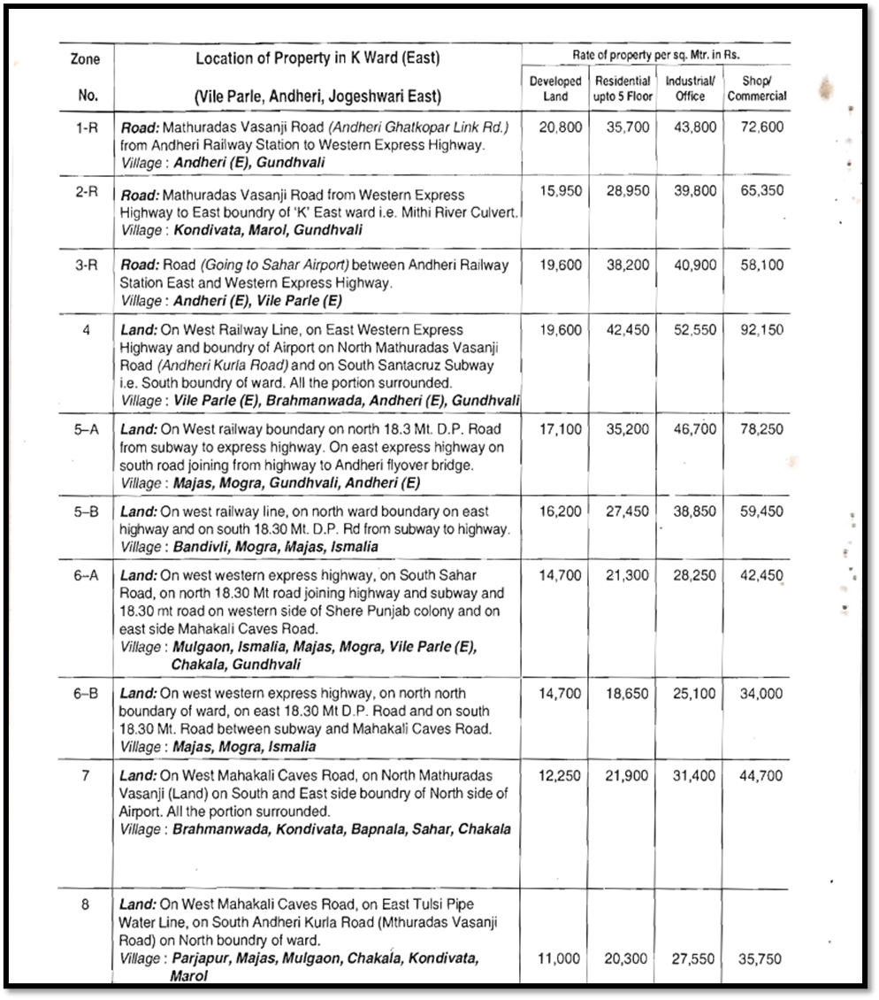 Zone No. Location of Property in K Ward (East) (Vile Parle, Andheri, Jogeshwari East) Rate of property per sq. Mtr. in Rs.
Developed Land Residential upto 5 Floor Industrial/ Office Shop/ Commercial
1-R Road: Mathuradas Vasanji Road (Andheri Ghatkopar Link Rd.) 20,800 35,700 43,800 72,600
from Andheri Railway Station to Western Express Highway.
Village : Andheri (E), Gundhvali
2-R Road: Mathuradas Vasanji Road from Western Express 15,950 28,950 39,800 65,350
Highway to East boundry of 'K' East ward i.e. Mithi River Culvert.
Village : Kondivata, Marol, Gundhvali
3-R Road: Road (Going to Sahar Airport) between Andheri Railway 19,600 38,200 40,900 58,100
Station East and Western Express Highway.
Village : Andheri (E), Vile Parle (E)
4 Land: On West Railway Line, on East Western Express 19,600 42,450 52,550 92,150
Highway and boundry of Airport on North Mathuradas Vasanji
Road (Andheri Kurla Road) and on South Santacruz Subway
i.e. South boundry of ward. All the portion surrounded.
Village : Vile Parle (E), Brahmanwada, Andheri (E), Gundhvali
5–A Land: On West railway boundary on north 18.3 Mt. D.P. Road 17,100 35,200 46,700 78,250
from subway to express highway. On east express highway on
south road joining from highway to Andheri flyover bridge.
Village : Majas, Mogra, Gundhvali, Andheri (E)
5–B Land: On west railway line, on north ward boundary on east 16,200 27,450 38,850 59,450
highway and on south 18.30 Mt. D.P. Rd from subway to highway.
Village : Bandivli, Mogra, Majas, Ismalia
6–A Land: On west western express highway, on South Sahar 14,700 21,300 28,250 42,450
Road, on north 18.30 Mt road joining highway and subway and
18.30 mt road on western side of Shere Punjab colony and on
east side Mahakali Caves Road.
Village : Mulgaon, Ismalia, Majas, Mogra, Vile Parle (E),
Chakala, Gundhvali
6–B Land: On west western express highway, on north north 14,700 18,650 25,100 34,000
boundary of ward, on east 18.30 Mt D.P. Road and on south
18.30 Mt. Road between subway and Mahakali Caves Road.
Village : Majas, Mogra, Ismalia
7 Land: On West Mahakali Caves Road, on North Mathuradas 12,250 21,900 31,400 44,700
Vasanji (Land) on South and East side boundry of North side of
Airport. All the portion surrounded.
Village : Brahmanwada, Kondivata, Bapnala, Sahar, Chakala
8 Land: On West Mahakali Caves Road, on East Tulsi Pipe
Water Line, on South Andheri Kurla Road (Mthuradas Vasanji
Road) on North boundry of ward.
Village : Parjapur, Majas, Mulgaon, Chakala, Kondivata, 11,000 20,300 27,550 35,750
Marol